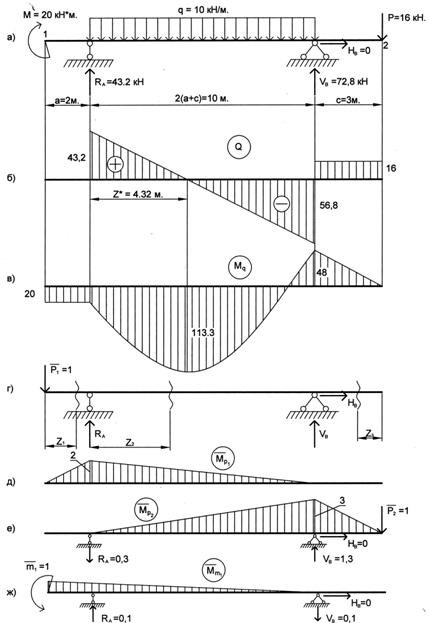 M = 20 кН*м.
q = 10 кН/м.
P=16 кН.
а)
1
H_B =0
2
R_A=43.2 кН
V_B =72,8 кН
a=2м.
2(a+c)=10 м.
c=3м.
43,2
+
Q
16
б)
Z* = 4.32 м.
−
56,8
в)
M_q
48
20
113.3
P̅₁ =1
г)
H_B
Z₁
R_A
Z₂
V_B
Z₃
2
M̅_P₁
д)
M̅_P₂
3
P̅₂ =1
е)
H_B=0
R_A=0,3
V_B =1,3
m̅₁ =1
M̅_m₁
ж)
H_B=0
R_A=0,1
V_B =0,1